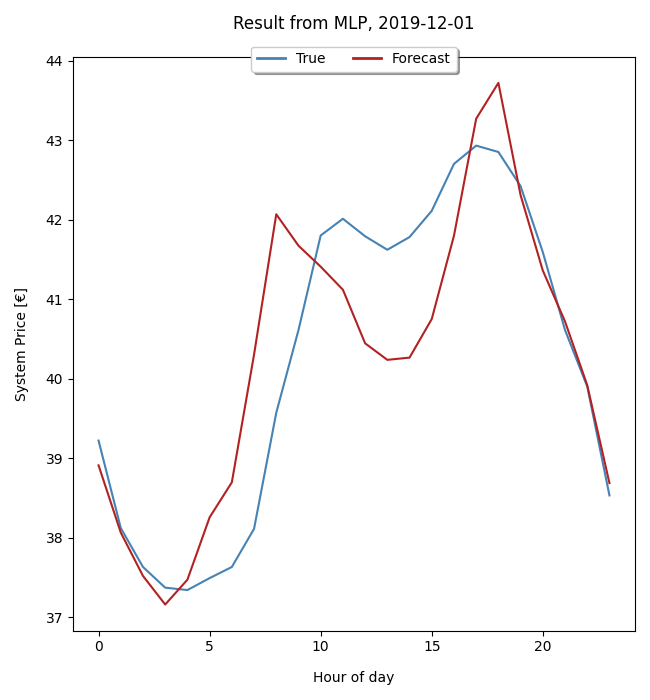 Result from MLP, 2019-12-01
True Forecast
44
43
42
41
40
39
38
37
System Price [€]
0 5 10 15 20
Hour of day